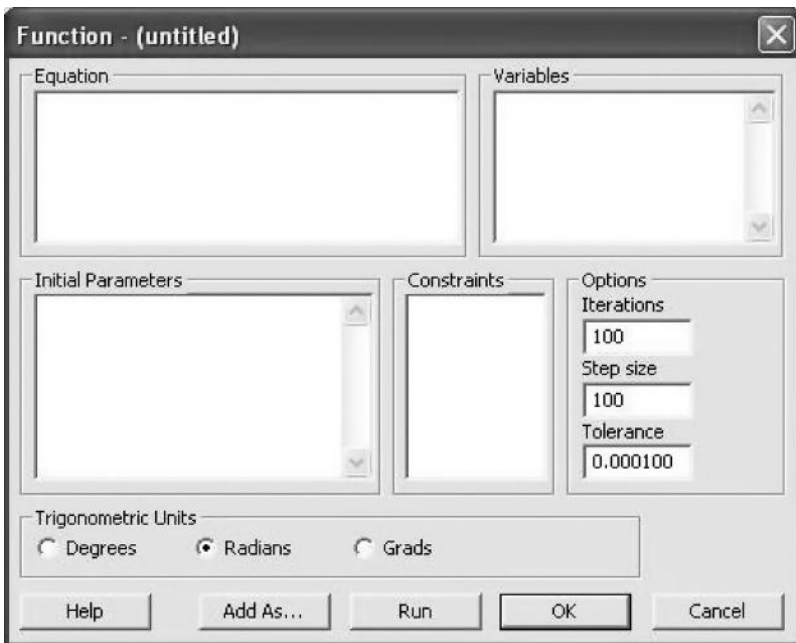 Function - (untitled)
Equation
Variables
Initial Parameters
Constraints
Options
Iterations
100
Step size
100
Tolerance
0.000100
Trigonometric Units
Degrees Radians Grads
Help Add As... Run OK Cancel